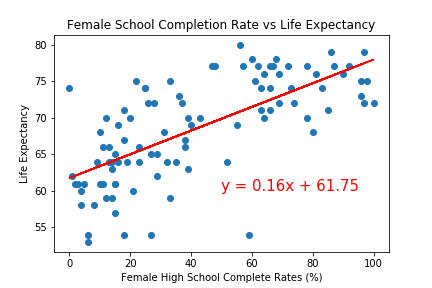 Female School Completion Rate vs Life Expectancy
Life Expectancy
80
75
70
65
60
55
y = 0.16x + 61.75
0 20 40 60 80 100
Female High School Complete Rates (%)